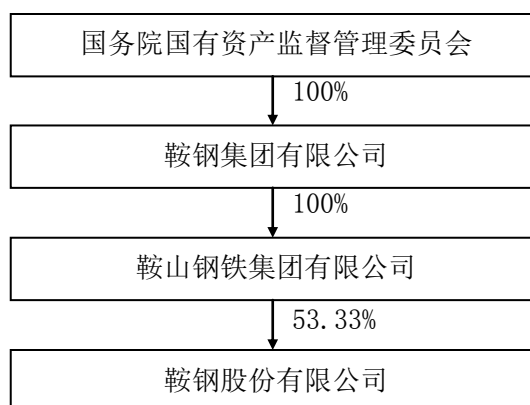 国务院国有资产监督管理委员会
100%
鞍钢集团有限公司
100%
鞍山钢铁集团有限公司
53.33%
鞍钢股份有限公司